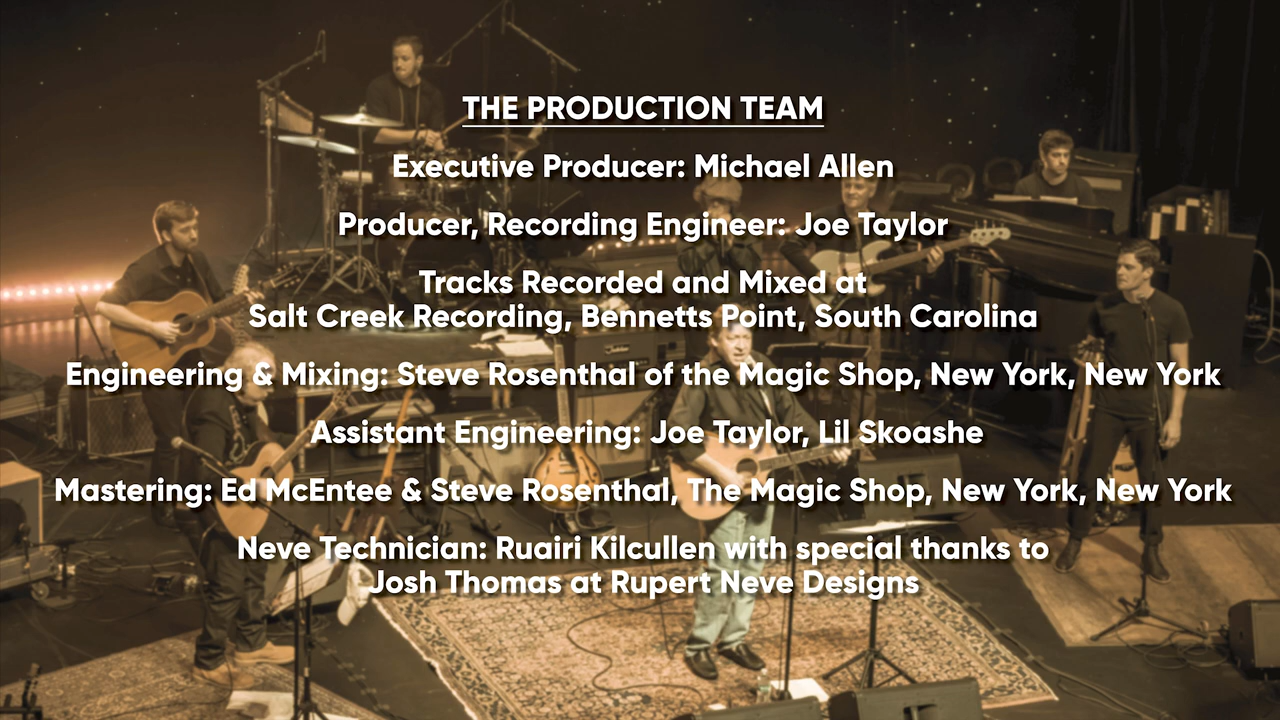 THE PRODUCTION TEAM
Executive Producer: Michael Allen
Producer, Recording Engineer: Joe Taylor
Tracks Recorded and Mixed at
Salt Creek Recording, Bennetts Point, South Carolina
Engineering & Mixing: Steve Rosenthal of the Magic Shop, New York, New York
Assistant Engineering: Joe Taylor, Lil Skoashe
Mastering: Ed McEntee & Steve Rosenthal, The Magic Shop, New York, New York
Neve Technician: Ruairi Kilcullen with special thanks to
Josh Thomas at Rupert Neve Designs